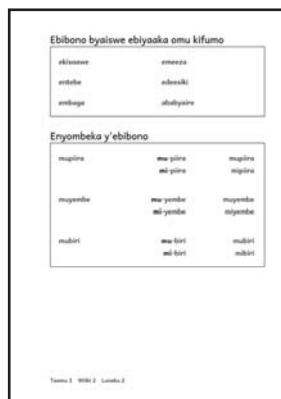 Ebibono byaiswe ebiyaaka omu kifumo
ekisaawe emeeza
entebe edeesiki
embaga ababyaire
Enyombeka y'ebibono
mupiira mu-piira mupiira
mi-piira mipiira
muyembe mu-yembe muyembe
mi-yembe miyembe
mubiri mu-biri mubiri
mi-biri mibiri
Taamu 1 Wiiki 2 Lunaku 2